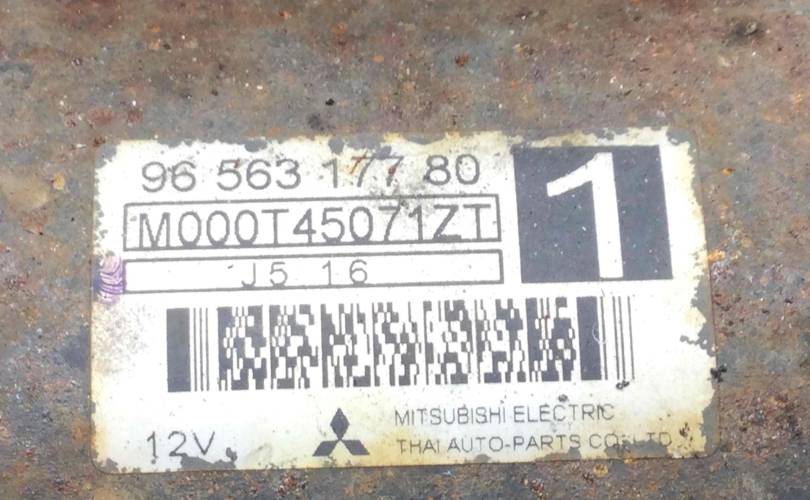 96 563 177 80
1
M000T45071ZT
J5 16
12V
MITSUBISHI ELECTRIC
THAI AUTO-PARTS CO., LTD.